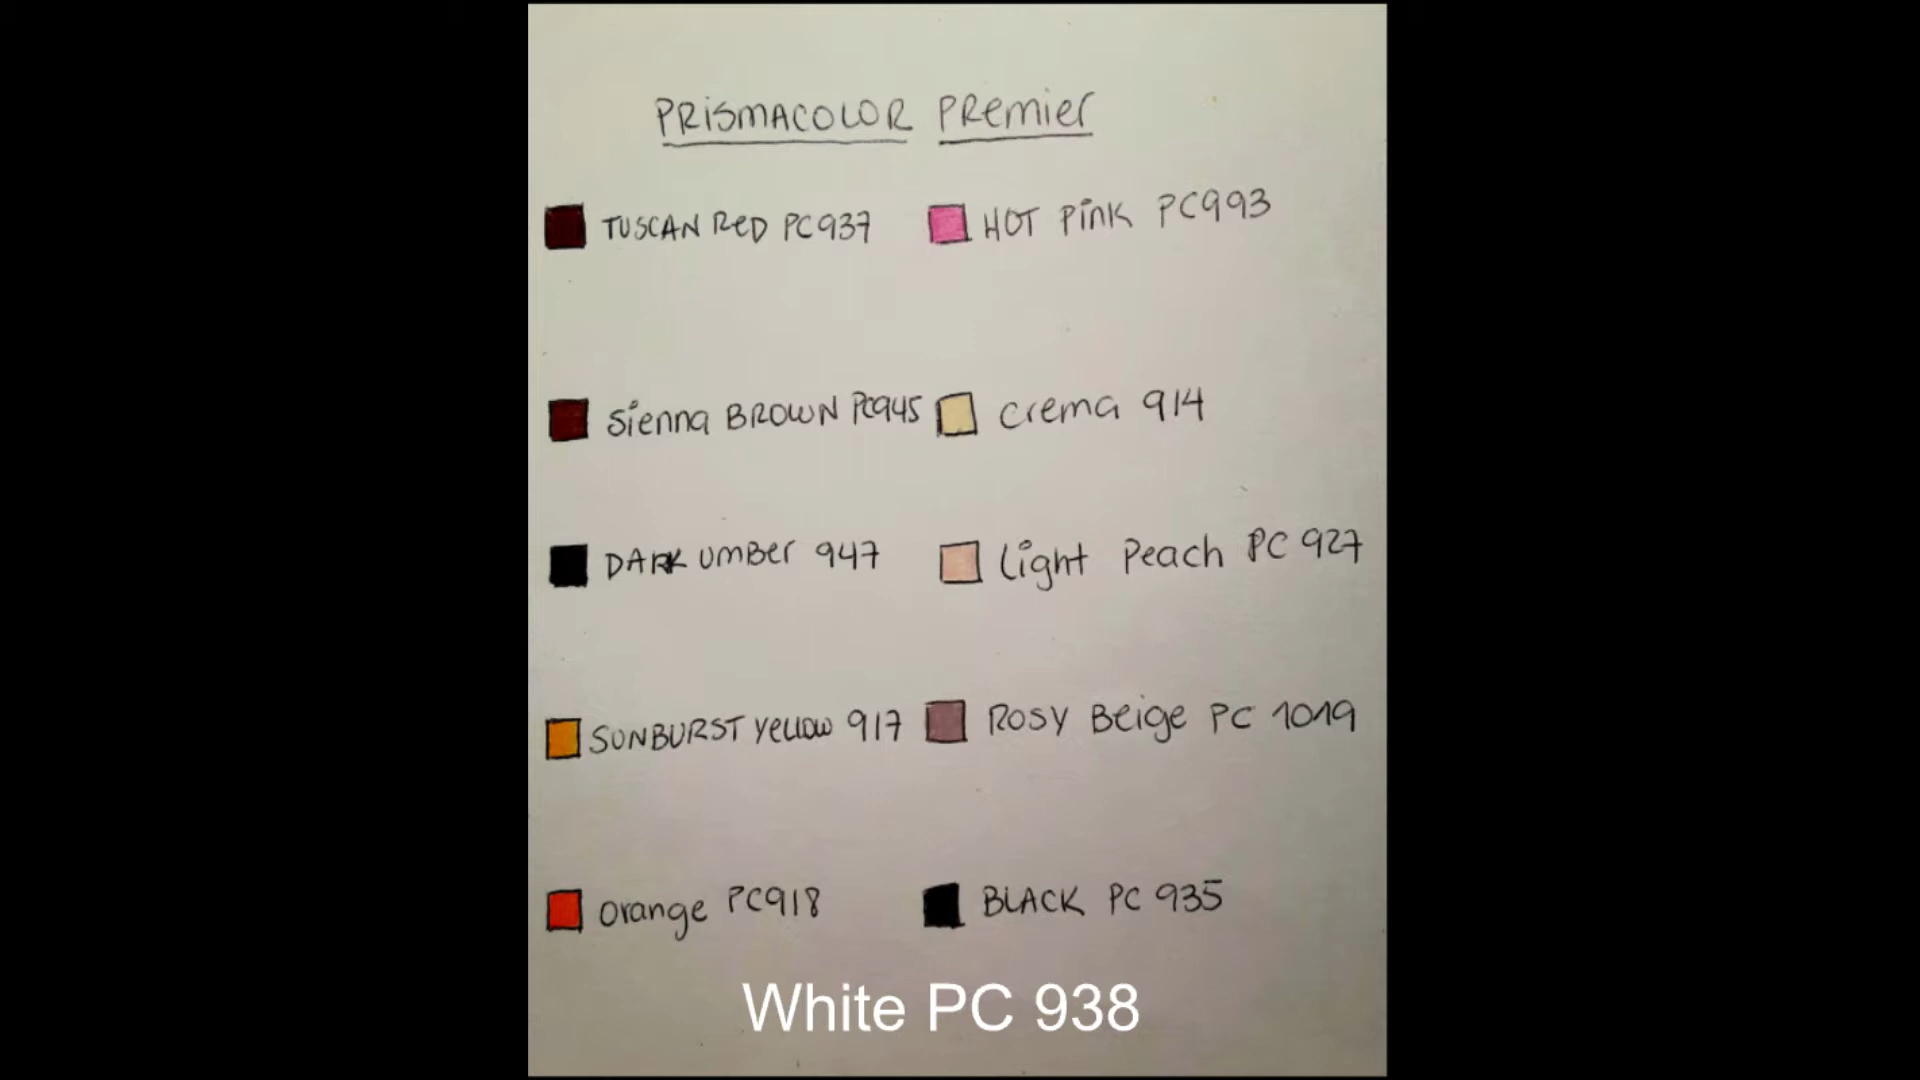 PRISMACOLOR PREMIER
TUSCAN RED PC937
HOT PINK PC993
Sienna BROWN PC945
crema 914
DARK UMBER 947
Light Peach PC 927
SUNBURST Yellow 917
ROSY Beige PC 1019
Orange PC918
BLACK PC 935
White PC 938